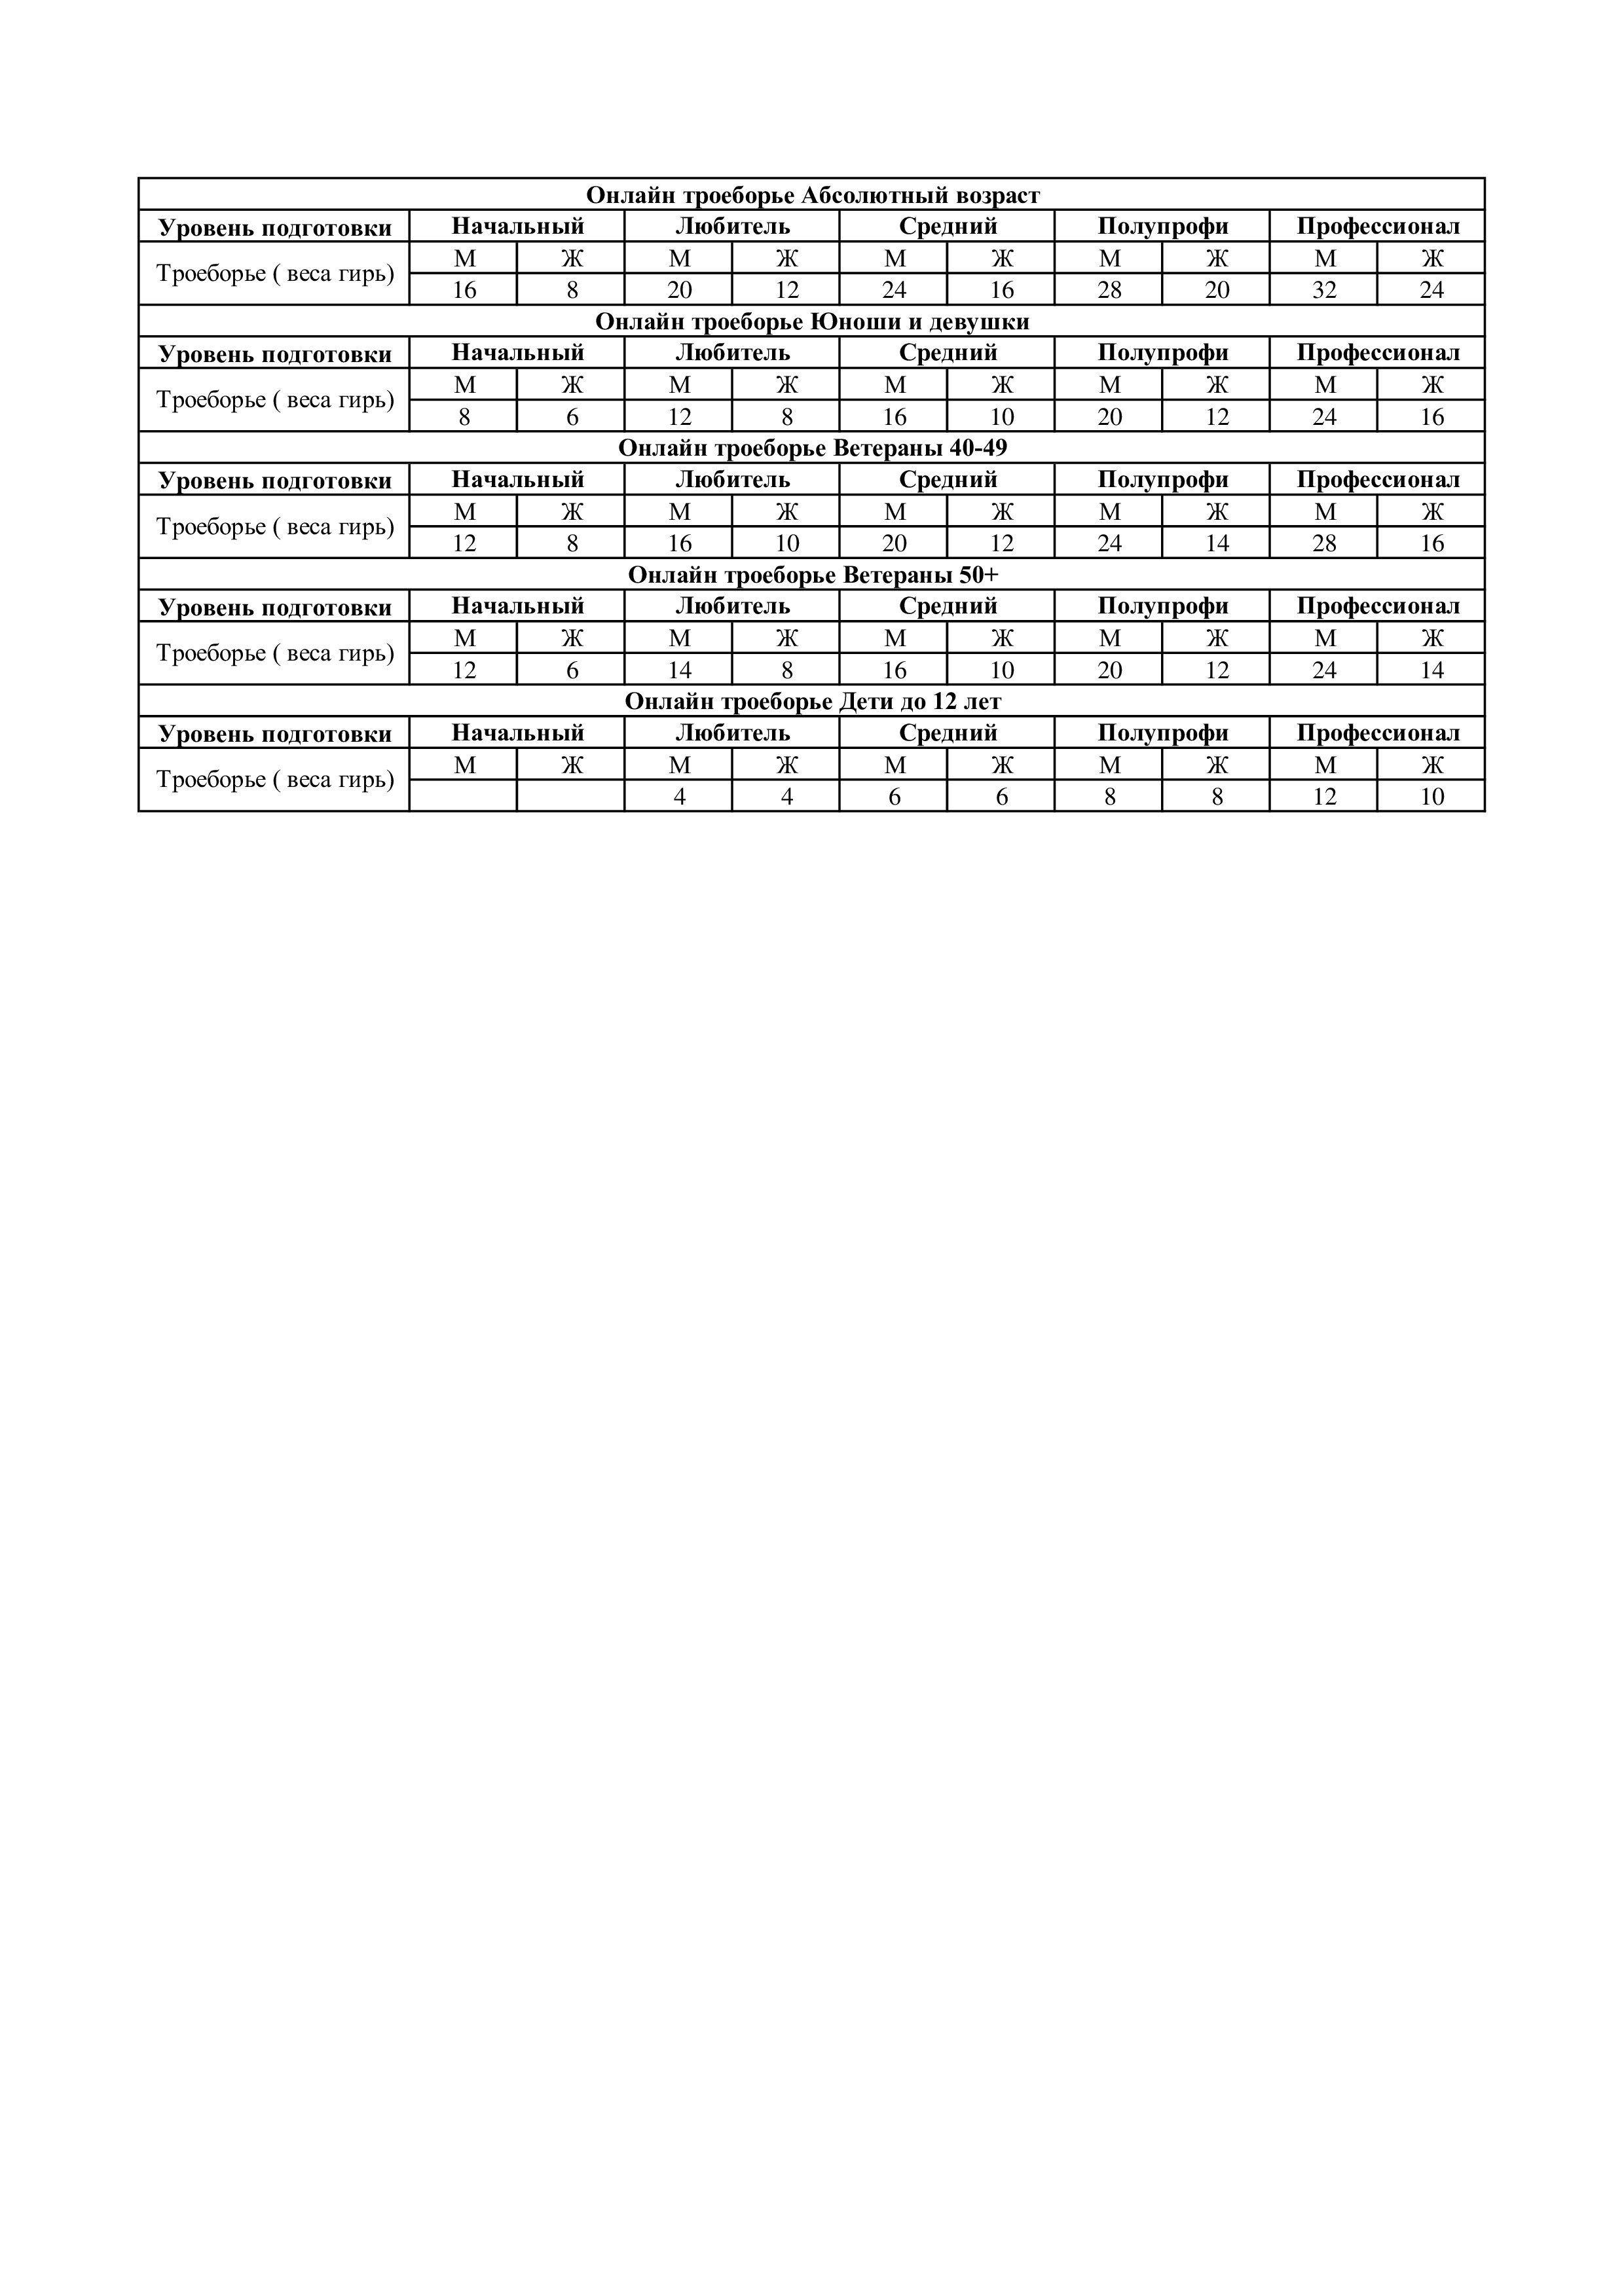 Онлайн троеборье Абсолютный возраст
Уровень подготовки Начальный Любитель Средний Полупрофи Профессионал
Троеборье ( веса гирь) М Ж М Ж М Ж М Ж М Ж
16 8 20 12 24 16 28 20 32 24
Онлайн троеборье Юноши и девушки
Уровень подготовки Начальный Любитель Средний Полупрофи Профессионал
Троеборье ( веса гирь) М Ж М Ж М Ж М Ж М Ж
8 6 12 8 16 10 20 12 24 16
Онлайн троеборье Ветераны 40-49
Уровень подготовки Начальный Любитель Средний Полупрофи Профессионал
Троеборье ( веса гирь) М Ж М Ж М Ж М Ж М Ж
12 8 16 10 20 12 24 14 28 16
Онлайн троеборье Ветераны 50+
Уровень подготовки Начальный Любитель Средний Полупрофи Профессионал
Троеборье ( веса гирь) М Ж М Ж М Ж М Ж М Ж
12 6 14 8 16 10 20 12 24 14
Онлайн троеборье Дети до 12 лет
Уровень подготовки Начальный Любитель Средний Полупрофи Профессионал
Троеборье ( веса гирь) М Ж М Ж М Ж М Ж М Ж
4 4 6 6 8 8 12 10